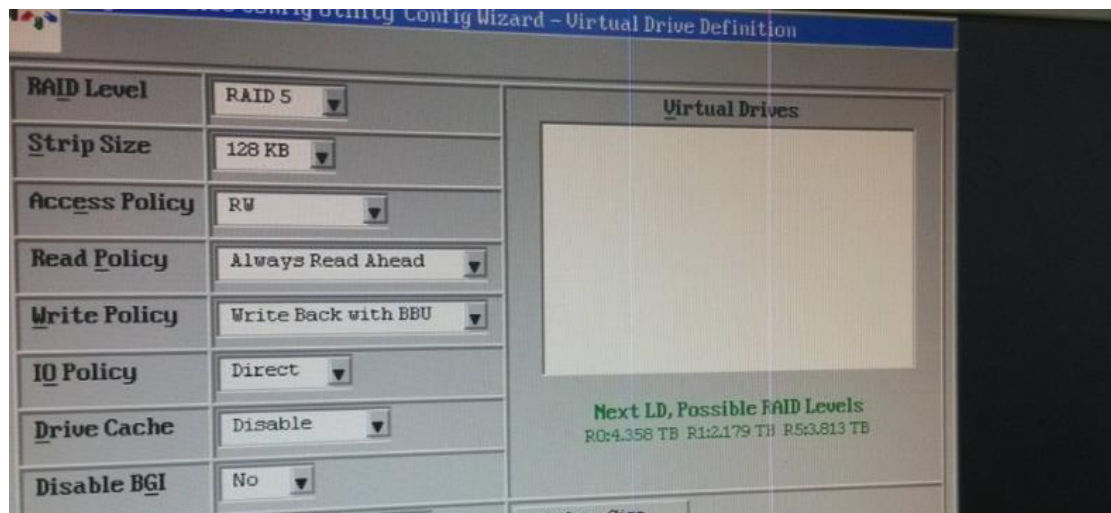 Config Utility Config Wizard – Virtual Drive Definition
RAID Level RAID 5
Strip Size 128 KB
Access Policy RW
Read Policy Always Read Ahead
Write Policy Write Back with BBU
IO Policy Direct
Drive Cache Disable
Disable BGI No
Virtual Drives
Next LD, Possible RAID Levels
R0:4.358 TB R1:2.179 TB R5:3.813 TB